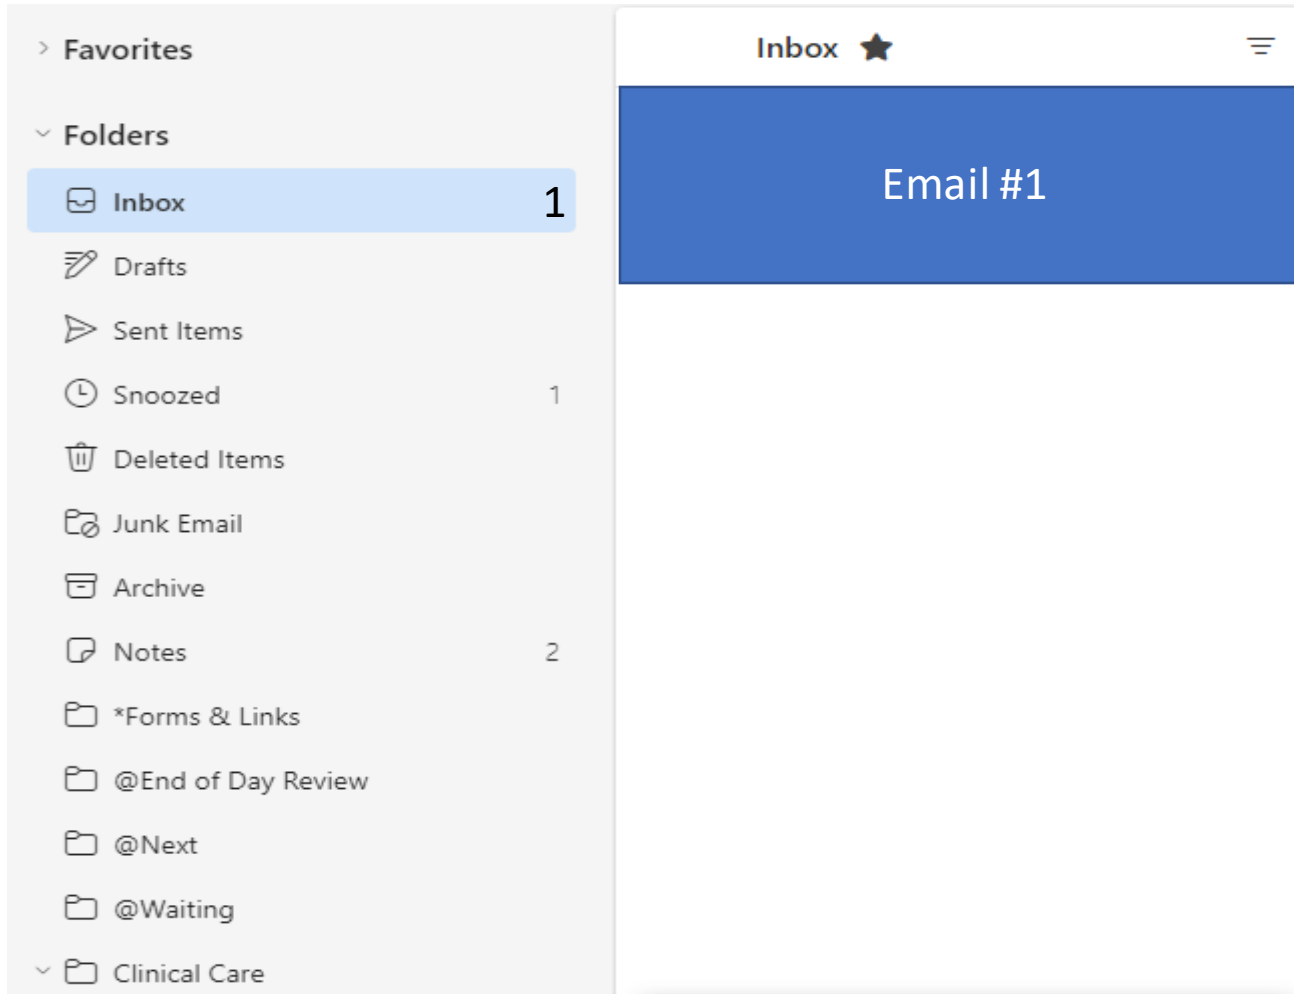 Favorites
Folders
Inbox 1
Drafts
Sent Items
Snoozed 1
Deleted Items
Junk Email
Archive
Notes 2
*Forms & Links
@End of Day Review
@Next
@Waiting
Clinical Care
Inbox
Email #1